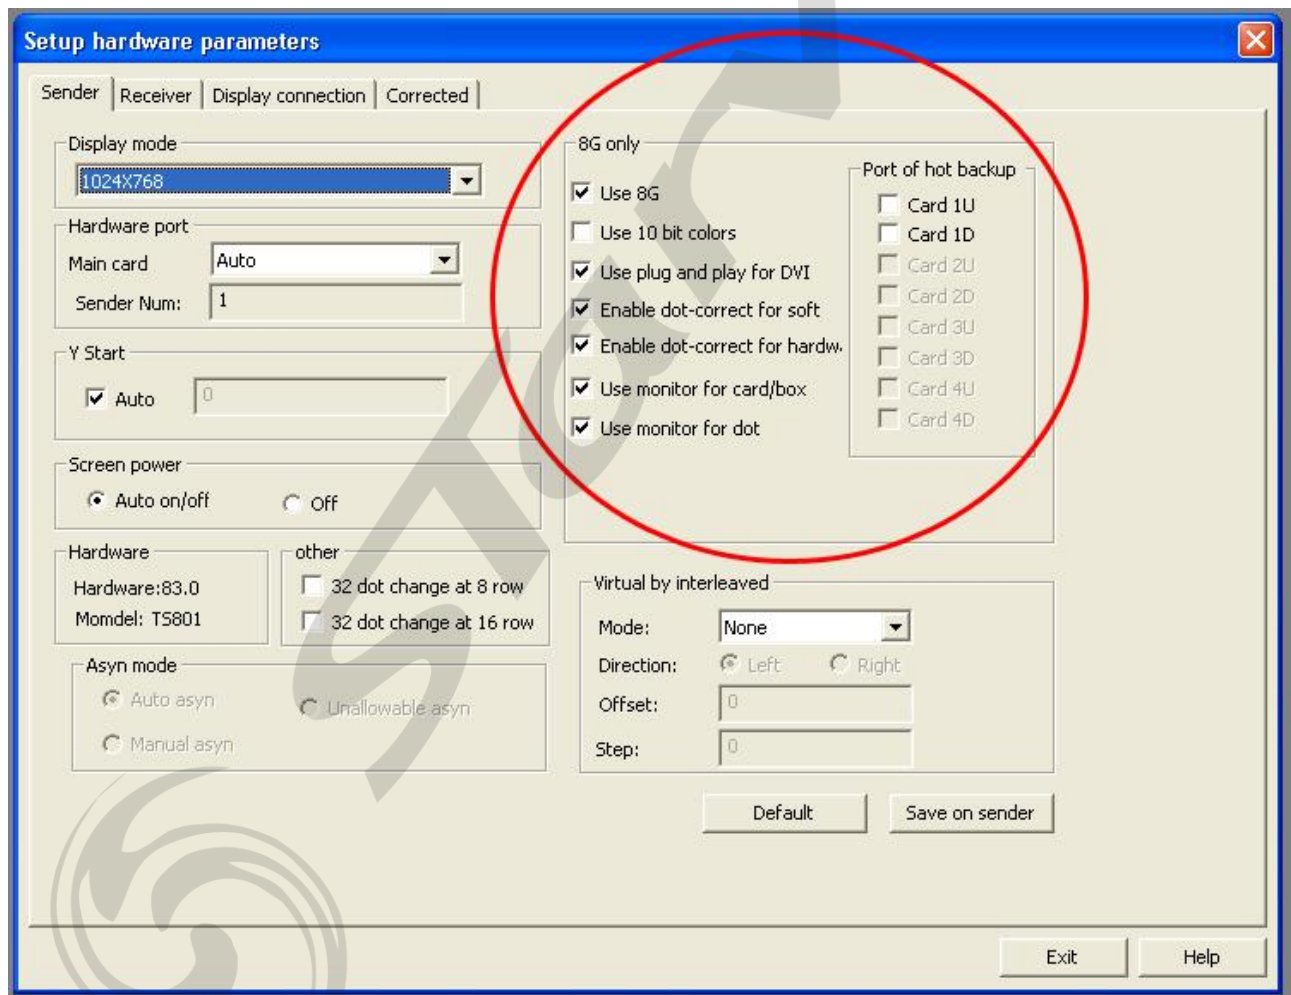 Setup hardware parameters
Sender
Receiver
Display connection
Corrected
Display mode
1024X768
Hardware port
Main card
Auto
Sender Num:
1
Y Start
Auto
0
Screen power
Auto on/off
Off
Hardware
Hardware:83.0
Momdel: TS801
other
32 dot change at 8 row
32 dot change at 16 row
Asyn mode
Auto asyn
Unallowable asyn
Manual asyn
8G only
Use 8G
Use 10 bit colors
Use plug and play for DVI
Enable dot-correct for soft
Enable dot-correct for hardw.
Use monitor for card/box
Use monitor for dot
Port of hot backup
Card 1U
Card 1D
Card 2U
Card 2D
Card 3U
Card 3D
Card 4U
Card 4D
Virtual by interleaved
Mode:
None
Direction:
Left
Right
Offset:
0
Step:
0
Default
Save on sender
Exit
Help
STar